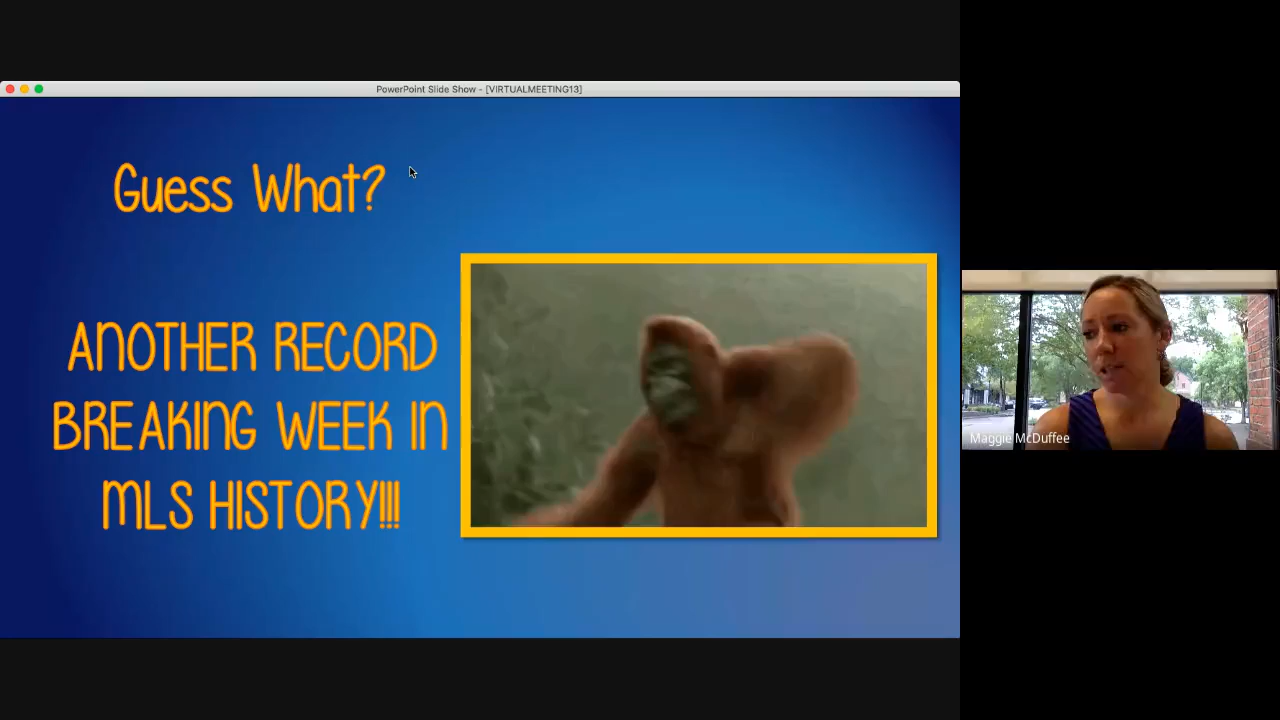 PowerPoint Slide Show - [VIRTUALMEETING13]
Guess What?
ANOTHER RECORD
BREAKING WEEK IN
MLS HISTORY!!!
Maggie McDuffee